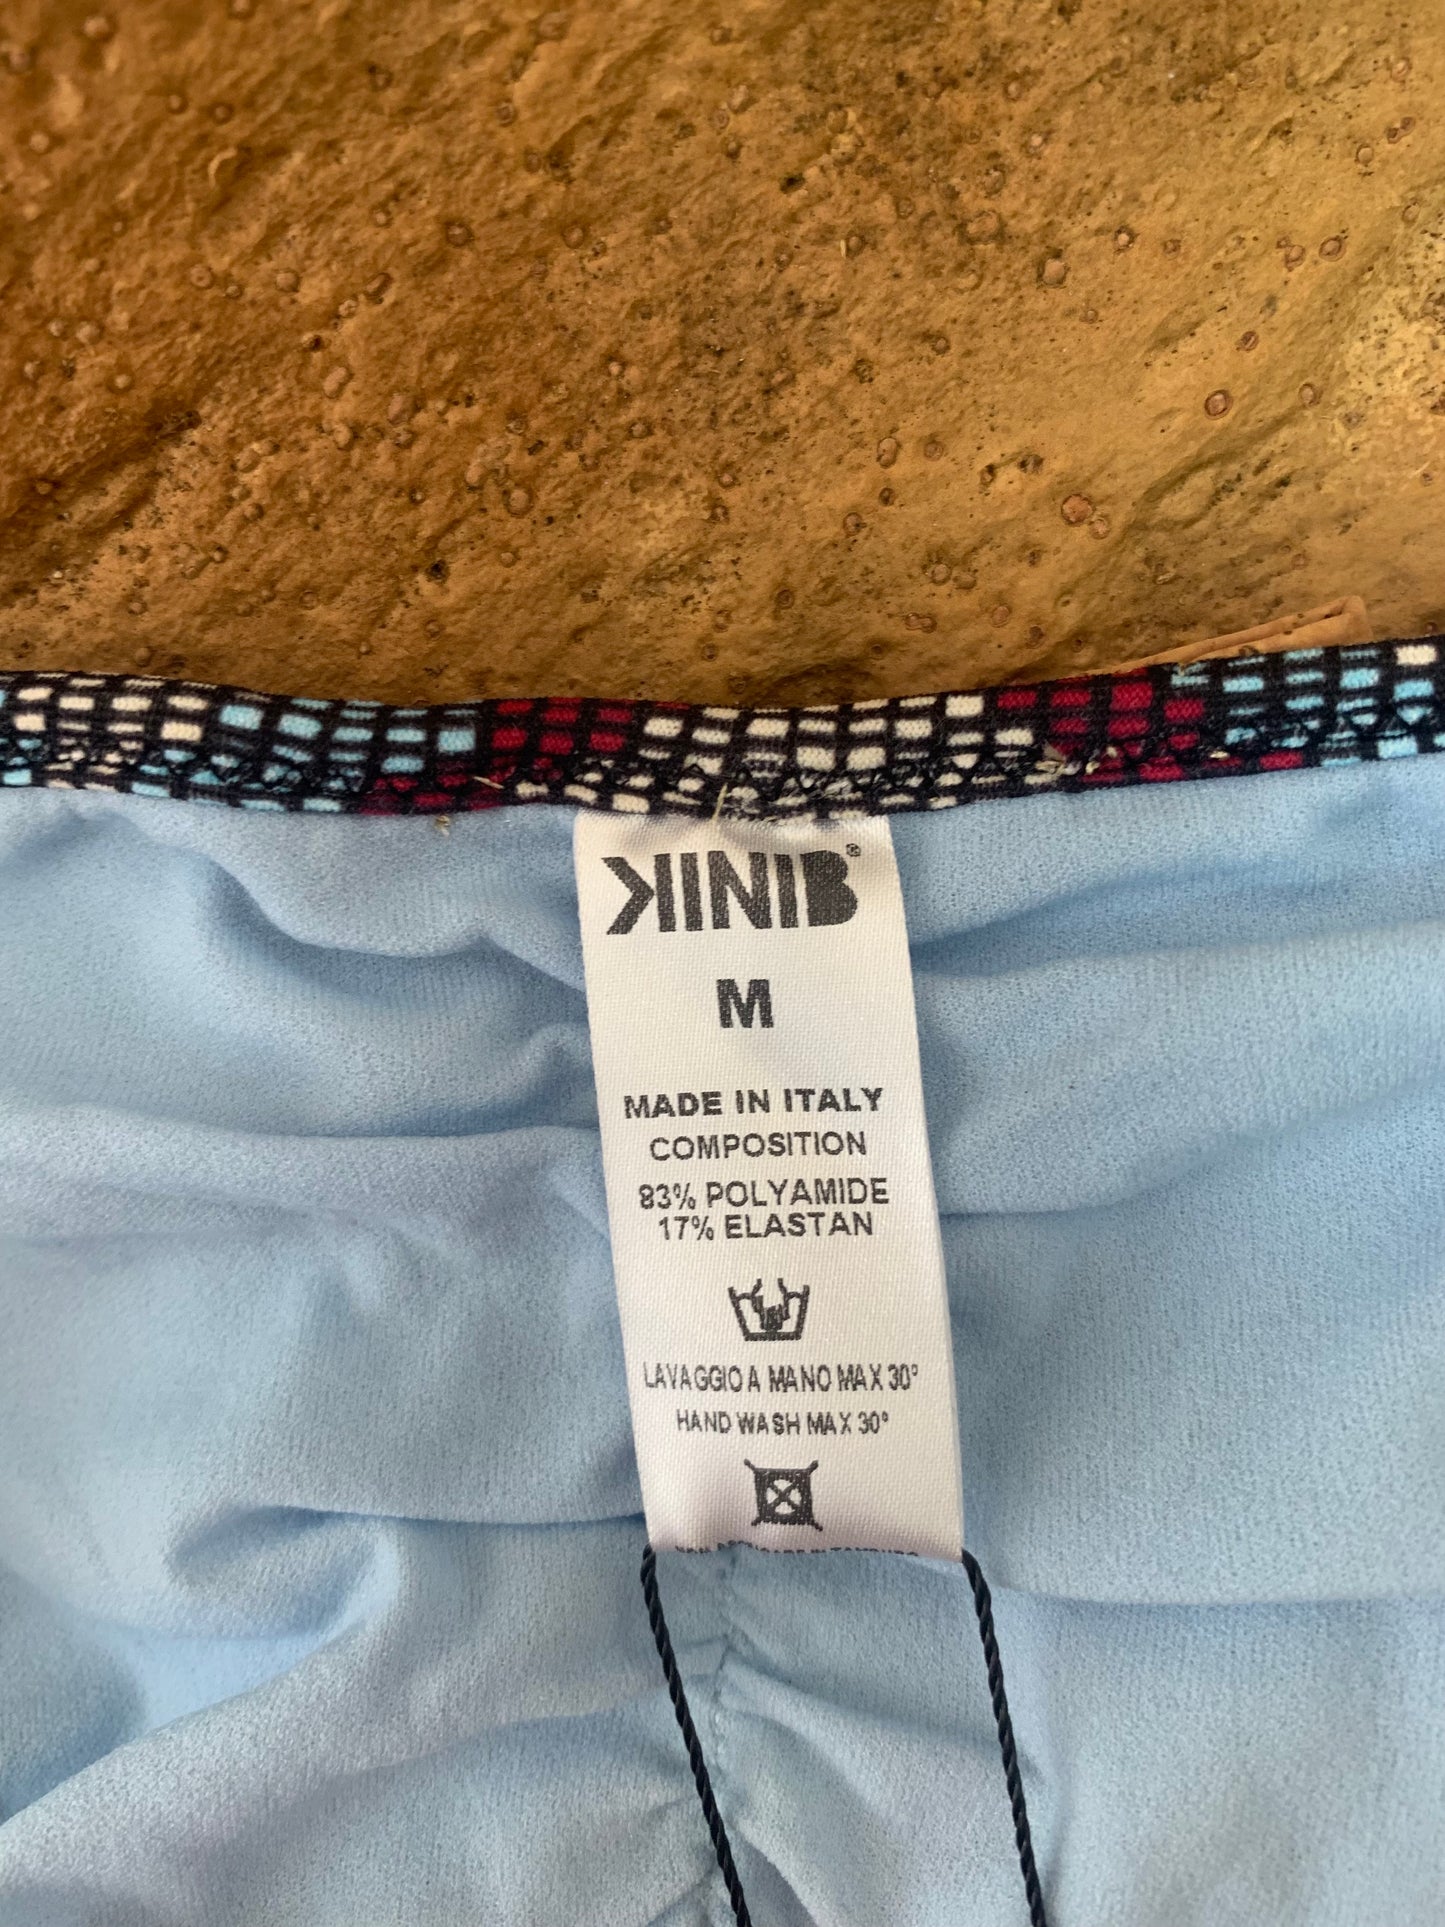 KINIB®
M
MADE IN ITALY
COMPOSITION
83% POLYAMIDE
17% ELASTAN
LAVAGGIO A MANO MAX 30°
HAND WASH MAX 30°